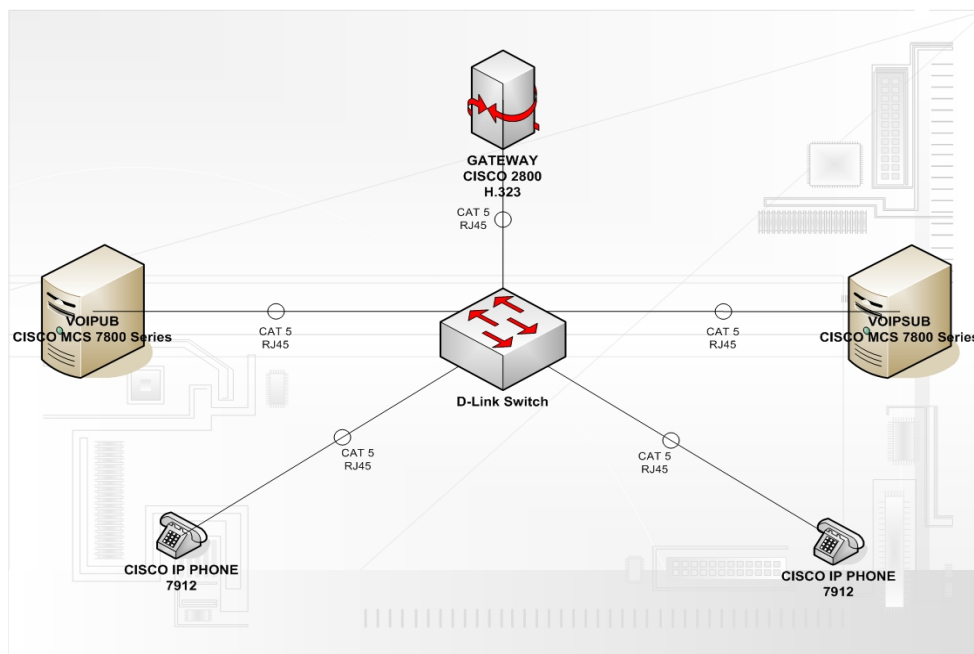 GATEWAY
CISCO 2800
H.323
CAT 5
RJ45
VOIPUB
CISCO MCS 7800 Series
CAT 5
RJ45
CAT 5
RJ45
VOIPSUB
CISCO MCS 7800 Series
D-Link Switch
CAT 5
RJ45
CAT 5
RJ45
CISCO IP PHONE
7912
CISCO IP PHONE
7912